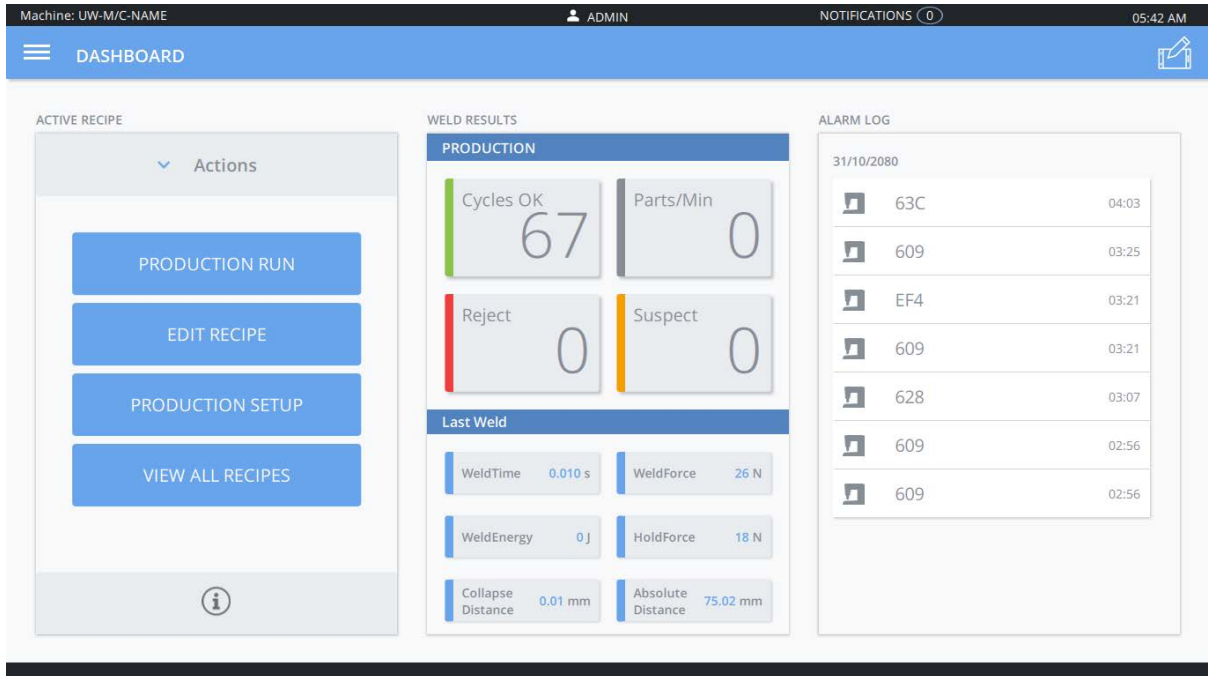 Machine: UW-M/C-NAME
ADMIN
NOTIFICATIONS 0
05:42 AM
DASHBOARD
ACTIVE RECIPE
Actions
PRODUCTION RUN
EDIT RECIPE
PRODUCTION SETUP
VIEW ALL RECIPES
WELD RESULTS
PRODUCTION
Cycles OK
67
Parts/Min
0
Reject
0
Suspect
0
Last Weld
WeldTime 0.010 s
WeldForce 26 N
WeldEnergy 0 J
HoldForce 18 N
Collapse
Distance 0.01 mm
Absolute
Distance 75.02 mm
ALARM LOG
31/10/2080
63C 04:03
609 03:25
EF4 03:21
609 03:21
628 03:07
609 02:56
609 02:56